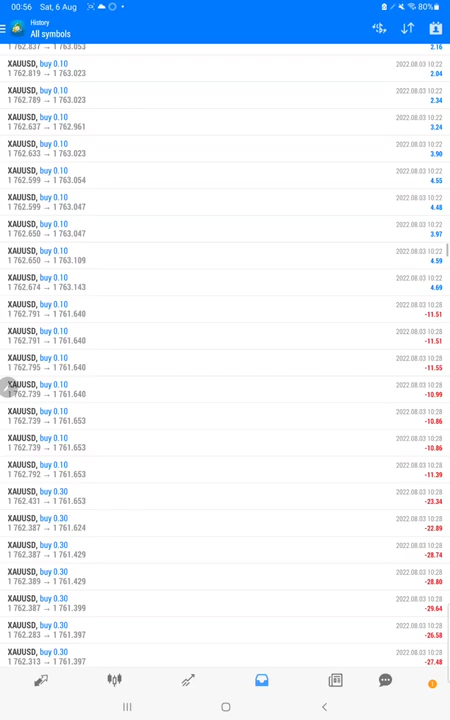 00:56 Sat, 6 Aug 80%
History
All symbols
1 762.837 → 1 763.053 2.16
XAUUSD, buy 0.10 2022.08.03 10:22
1 762.819 → 1 763.023 2.04
XAUUSD, buy 0.10 2022.08.03 10:22
1 762.789 → 1 763.023 2.34
XAUUSD, buy 0.10 2022.08.03 10:22
1 762.637 → 1 762.961 3.24
XAUUSD, buy 0.10 2022.08.03 10:22
1 762.633 → 1 763.023 3.90
XAUUSD, buy 0.10 2022.08.03 10:22
1 762.599 → 1 763.054 4.55
XAUUSD, buy 0.10 2022.08.03 10:22
1 762.599 → 1 763.047 4.48
XAUUSD, buy 0.10 2022.08.03 10:22
1 762.650 → 1 763.047 3.97
XAUUSD, buy 0.10 2022.08.03 10:22
1 762.650 → 1 763.109 4.59
XAUUSD, buy 0.10 2022.08.03 10:22
1 762.674 → 1 763.143 4.69
XAUUSD, buy 0.10 2022.08.03 10:28
1 762.791 → 1 761.640 -11.51
XAUUSD, buy 0.10 2022.08.03 10:28
1 762.791 → 1 761.640 -11.51
XAUUSD, buy 0.10 2022.08.03 10:28
1 762.795 → 1 761.640 -11.55
XAUUSD, buy 0.10 2022.08.03 10:28
1 762.739 → 1 761.640 -10.99
XAUUSD, buy 0.10 2022.08.03 10:28
1 762.739 → 1 761.653 -10.86
XAUUSD, buy 0.10 2022.08.03 10:28
1 762.739 → 1 761.653 -10.86
XAUUSD, buy 0.10 2022.08.03 10:28
1 762.792 → 1 761.653 -11.39
XAUUSD, buy 0.30 2022.08.03 10:28
1 762.431 → 1 761.653 -23.34
XAUUSD, buy 0.30 2022.08.03 10:28
1 762.387 → 1 761.624 -22.89
XAUUSD, buy 0.30 2022.08.03 10:28
1 762.387 → 1 761.429 -28.74
XAUUSD, buy 0.30 2022.08.03 10:28
1 762.389 → 1 761.429 -28.80
XAUUSD, buy 0.30 2022.08.03 10:28
1 762.387 → 1 761.399 -29.64
XAUUSD, buy 0.30 2022.08.03 10:28
1 762.283 → 1 761.397 -26.58
XAUUSD, buy 0.30 2022.08.03 10:28
1 762.313 → 1 761.397 -27.48